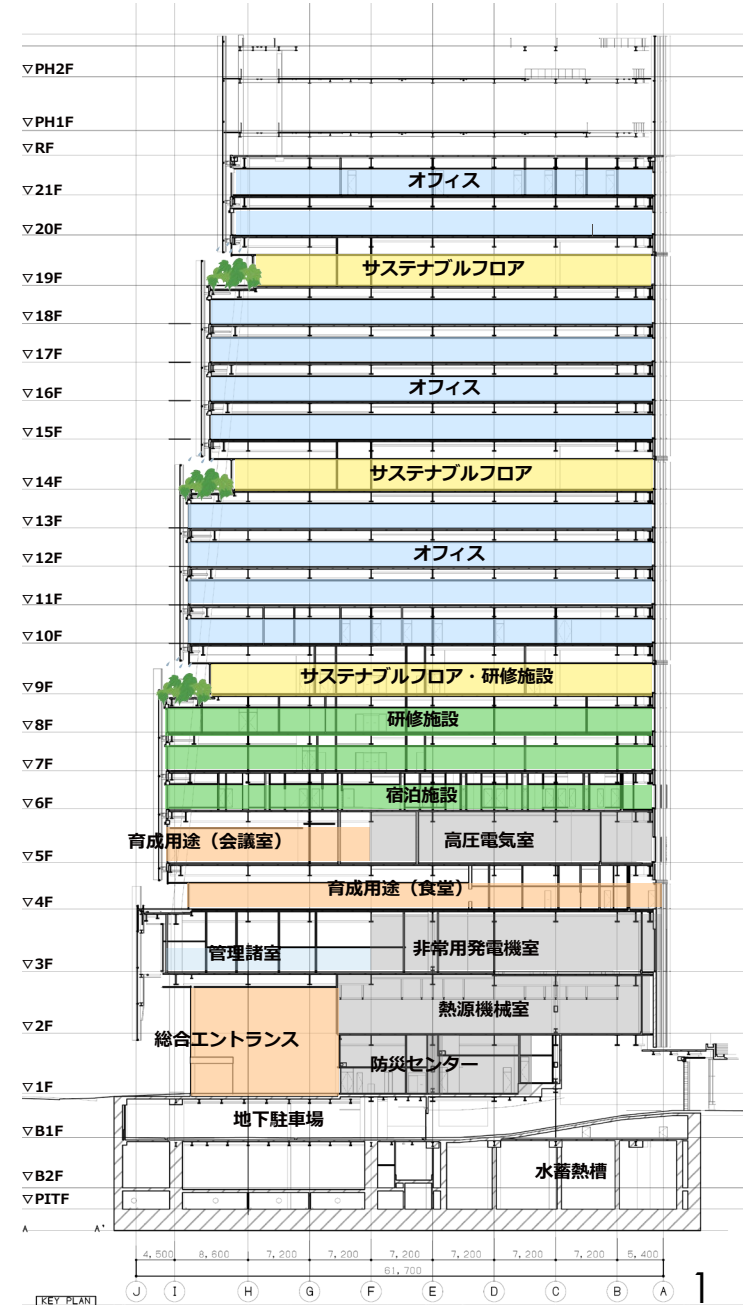 ▽PH2F
▽PH1F
▽RF
▽21F オフィス
▽20F
▽19F サステナブルフロア
▽18F
▽17F
▽16F オフィス
▽15F
▽14F サステナブルフロア
▽13F
▽12F オフィス
▽11F
▽10F
▽9F サステナブルフロア・研修施設
▽8F 研修施設
▽7F
▽6F 宿泊施設
▽5F 育成用途（会議室） 高圧電気室
▽4F 育成用途（食堂）
▽3F 管理諸室 非常用発電機室
▽2F 熱源機械室
総合エントランス
防災センター
▽1F
地下駐車場
▽B1F
▽B2F 水蓄熱槽
▽PITF
A A'
4,500 8,600 7,200 7,200 7,200 7,200 7,200 7,200 5,400
61,700
J I H G F E D C B A
KEY PLAN
1